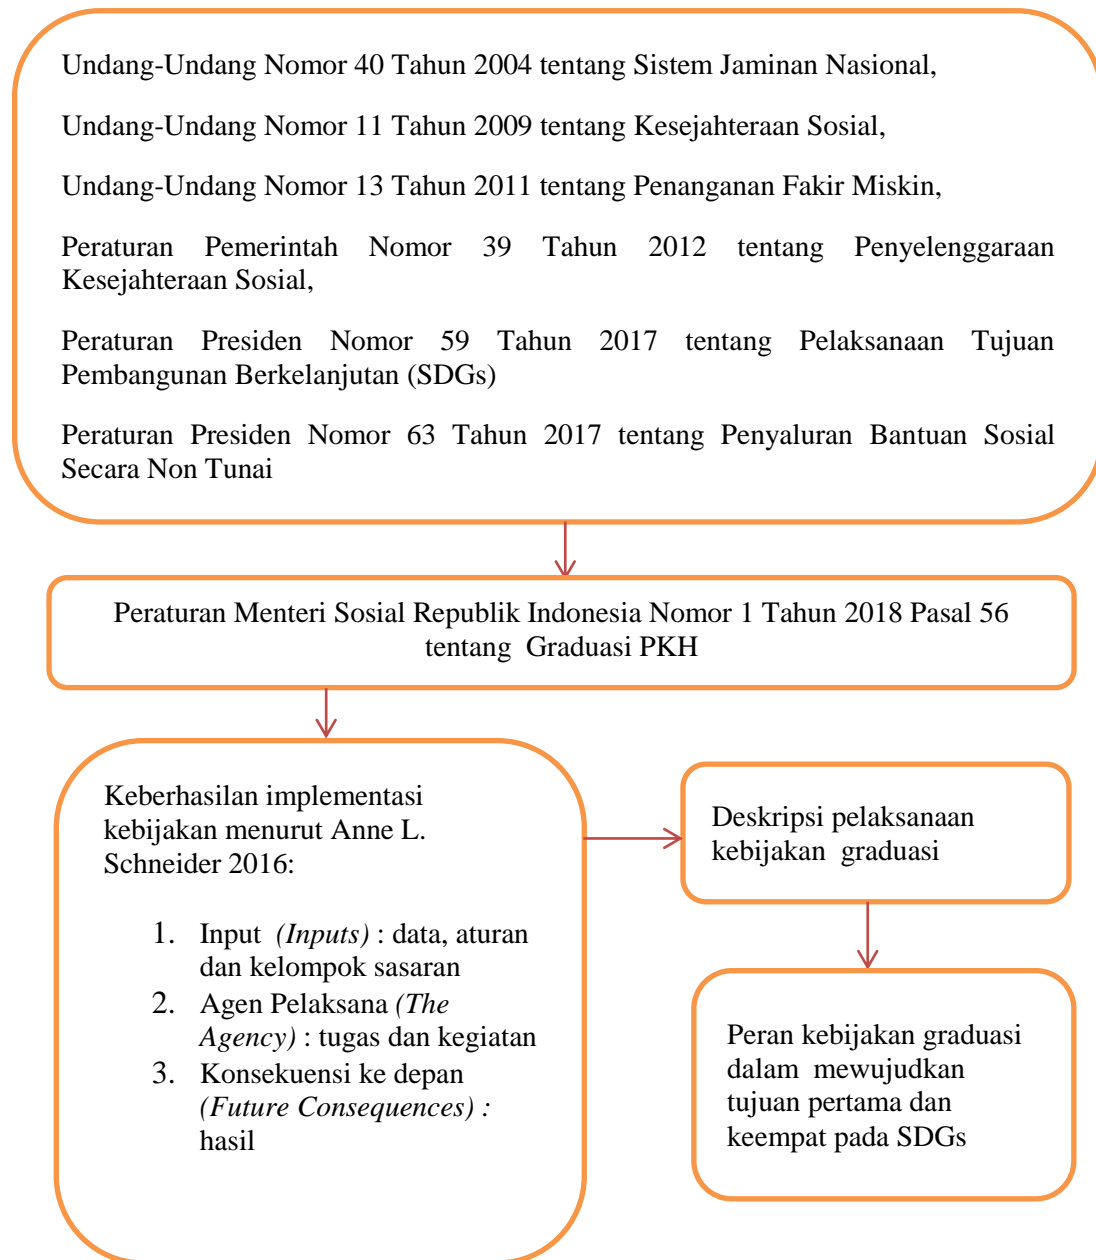 Undang-Undang Nomor 40 Tahun 2004 tentang Sistem Jaminan Nasional,
Undang-Undang Nomor 11 Tahun 2009 tentang Kesejahteraan Sosial,
Undang-Undang Nomor 13 Tahun 2011 tentang Penanganan Fakir Miskin,
Peraturan Pemerintah Nomor 39 Tahun 2012 tentang Penyelenggaraan
Kesejahteraan Sosial,
Peraturan Presiden Nomor 59 Tahun 2017 tentang Pelaksanaan Tujuan
Pembangunan Berkelanjutan (SDGs)
Peraturan Presiden Nomor 63 Tahun 2017 tentang Penyaluran Bantuan Sosial
Secara Non Tunai
Peraturan Menteri Sosial Republik Indonesia Nomor 1 Tahun 2018 Pasal 56
tentang Graduasi PKH
Keberhasilan implementasi
kebijakan menurut Anne L.
Schneider 2016:
1. Input (Inputs) : data, aturan
dan kelompok sasaran
2. Agen Pelaksana (The
Agency) : tugas dan kegiatan
3. Konsekuensi ke depan
(Future Consequences) :
hasil
Deskripsi pelaksanaan
kebijakan graduasi
Peran kebijakan graduasi
dalam mewujudkan
tujuan pertama dan
keempat pada SDGs